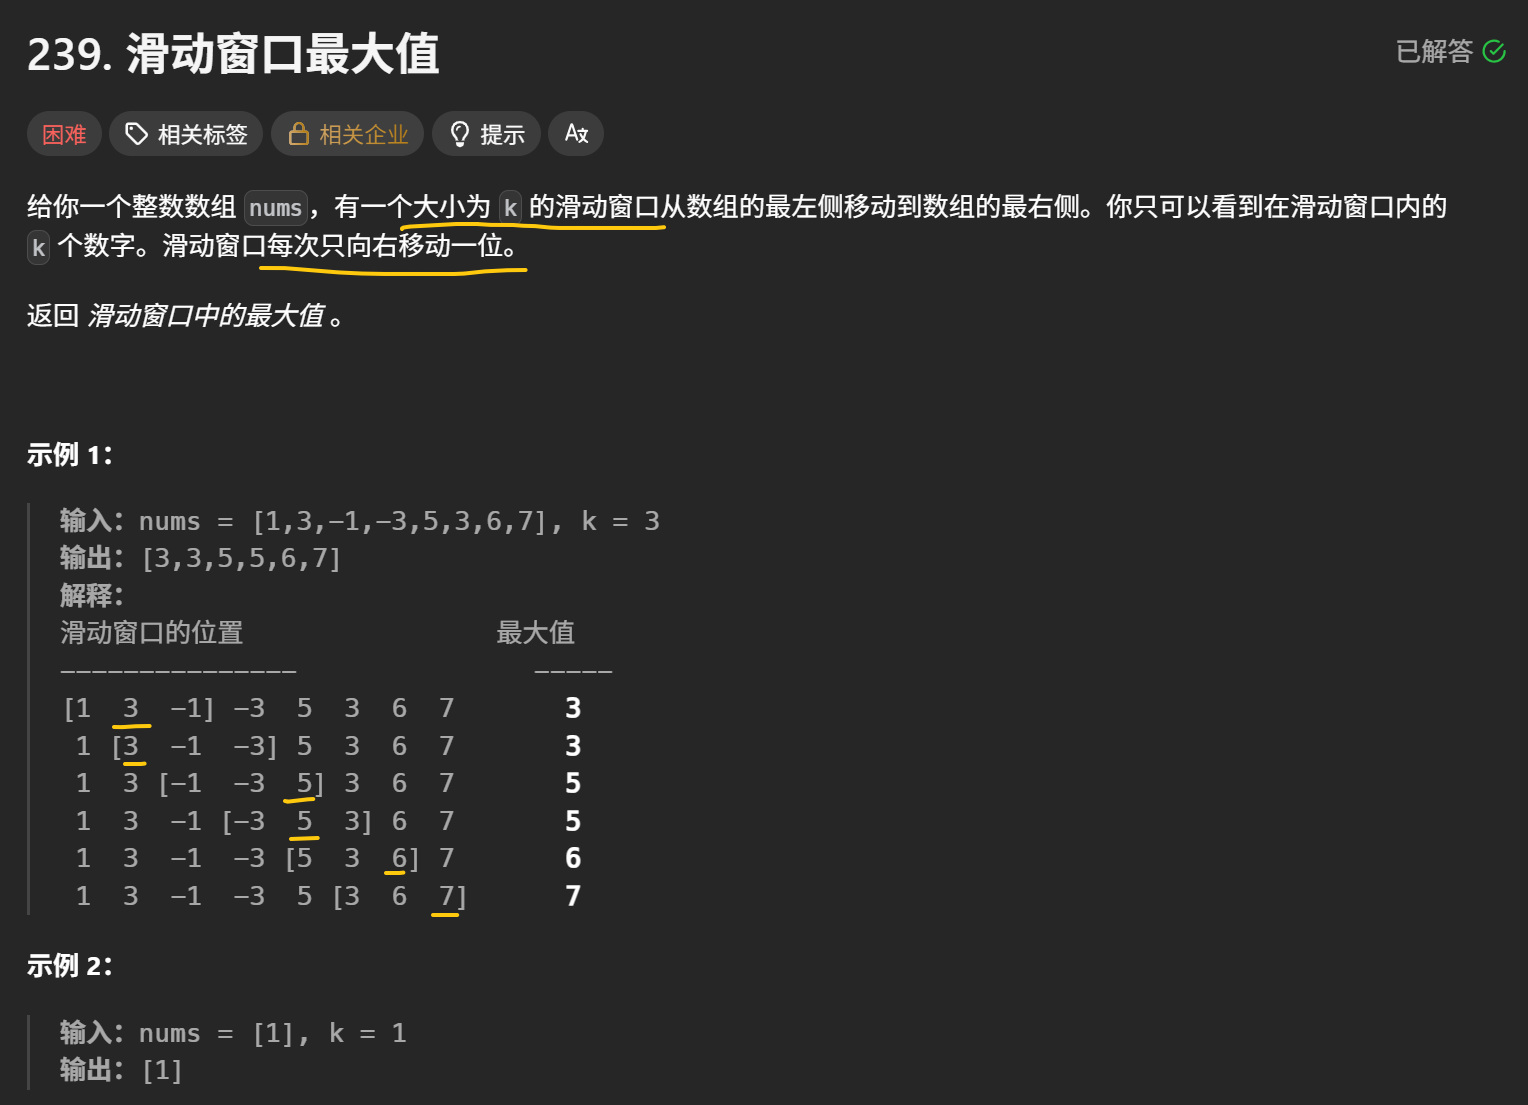 239. 滑动窗口最大值
已解答
困难 相关标签 相关企业 提示
给你一个整数数组 nums，有一个大小为 k 的滑动窗口从数组的最左侧移动到数组的最右侧。你只可以看到在滑动窗口内的
k 个数字。滑动窗口每次只向右移动一位。
返回 滑动窗口中的最大值 。
示例 1：
输入：nums = [1,3,-1,-3,5,3,6,7], k = 3
输出：[3,3,5,5,6,7]
解释：
滑动窗口的位置 最大值
--------------- -----
[1 3 -1] -3 5 3 6 7 3
1 [3 -1 -3] 5 3 6 7 3
1 3 [-1 -3 5] 3 6 7 5
1 3 -1 [-3 5 3] 6 7 5
1 3 -1 -3 [5 3 6] 7 6
1 3 -1 -3 5 [3 6 7] 7
示例 2：
输入：nums = [1], k = 1
输出：[1]